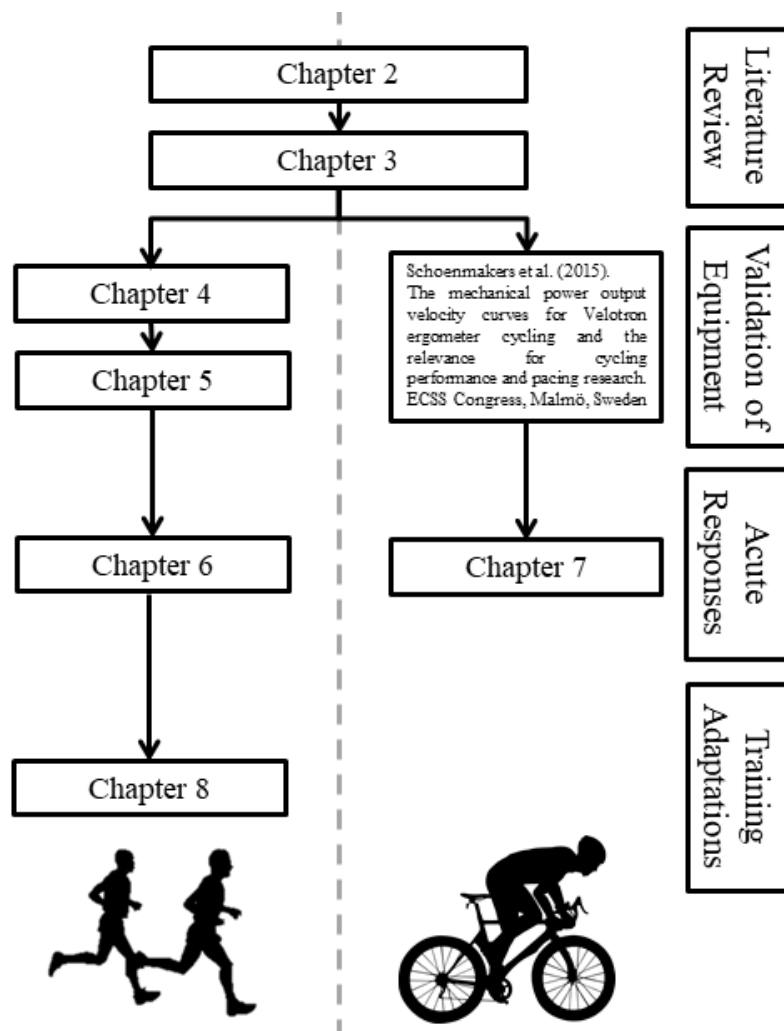 Chapter 2
Chapter 3
Literature
Review
Chapter 4
Chapter 5
Schoenmakers et al. (2015).
The mechanical power output
velocity curves for Velotron
ergometer cycling and the
relevance for cycling
performance and pacing research.
ECSS Congress, Malmö, Sweden
Validation of
Equipment
Chapter 6
Chapter 7
Acute
Responses
Chapter 8
Training
Adaptations